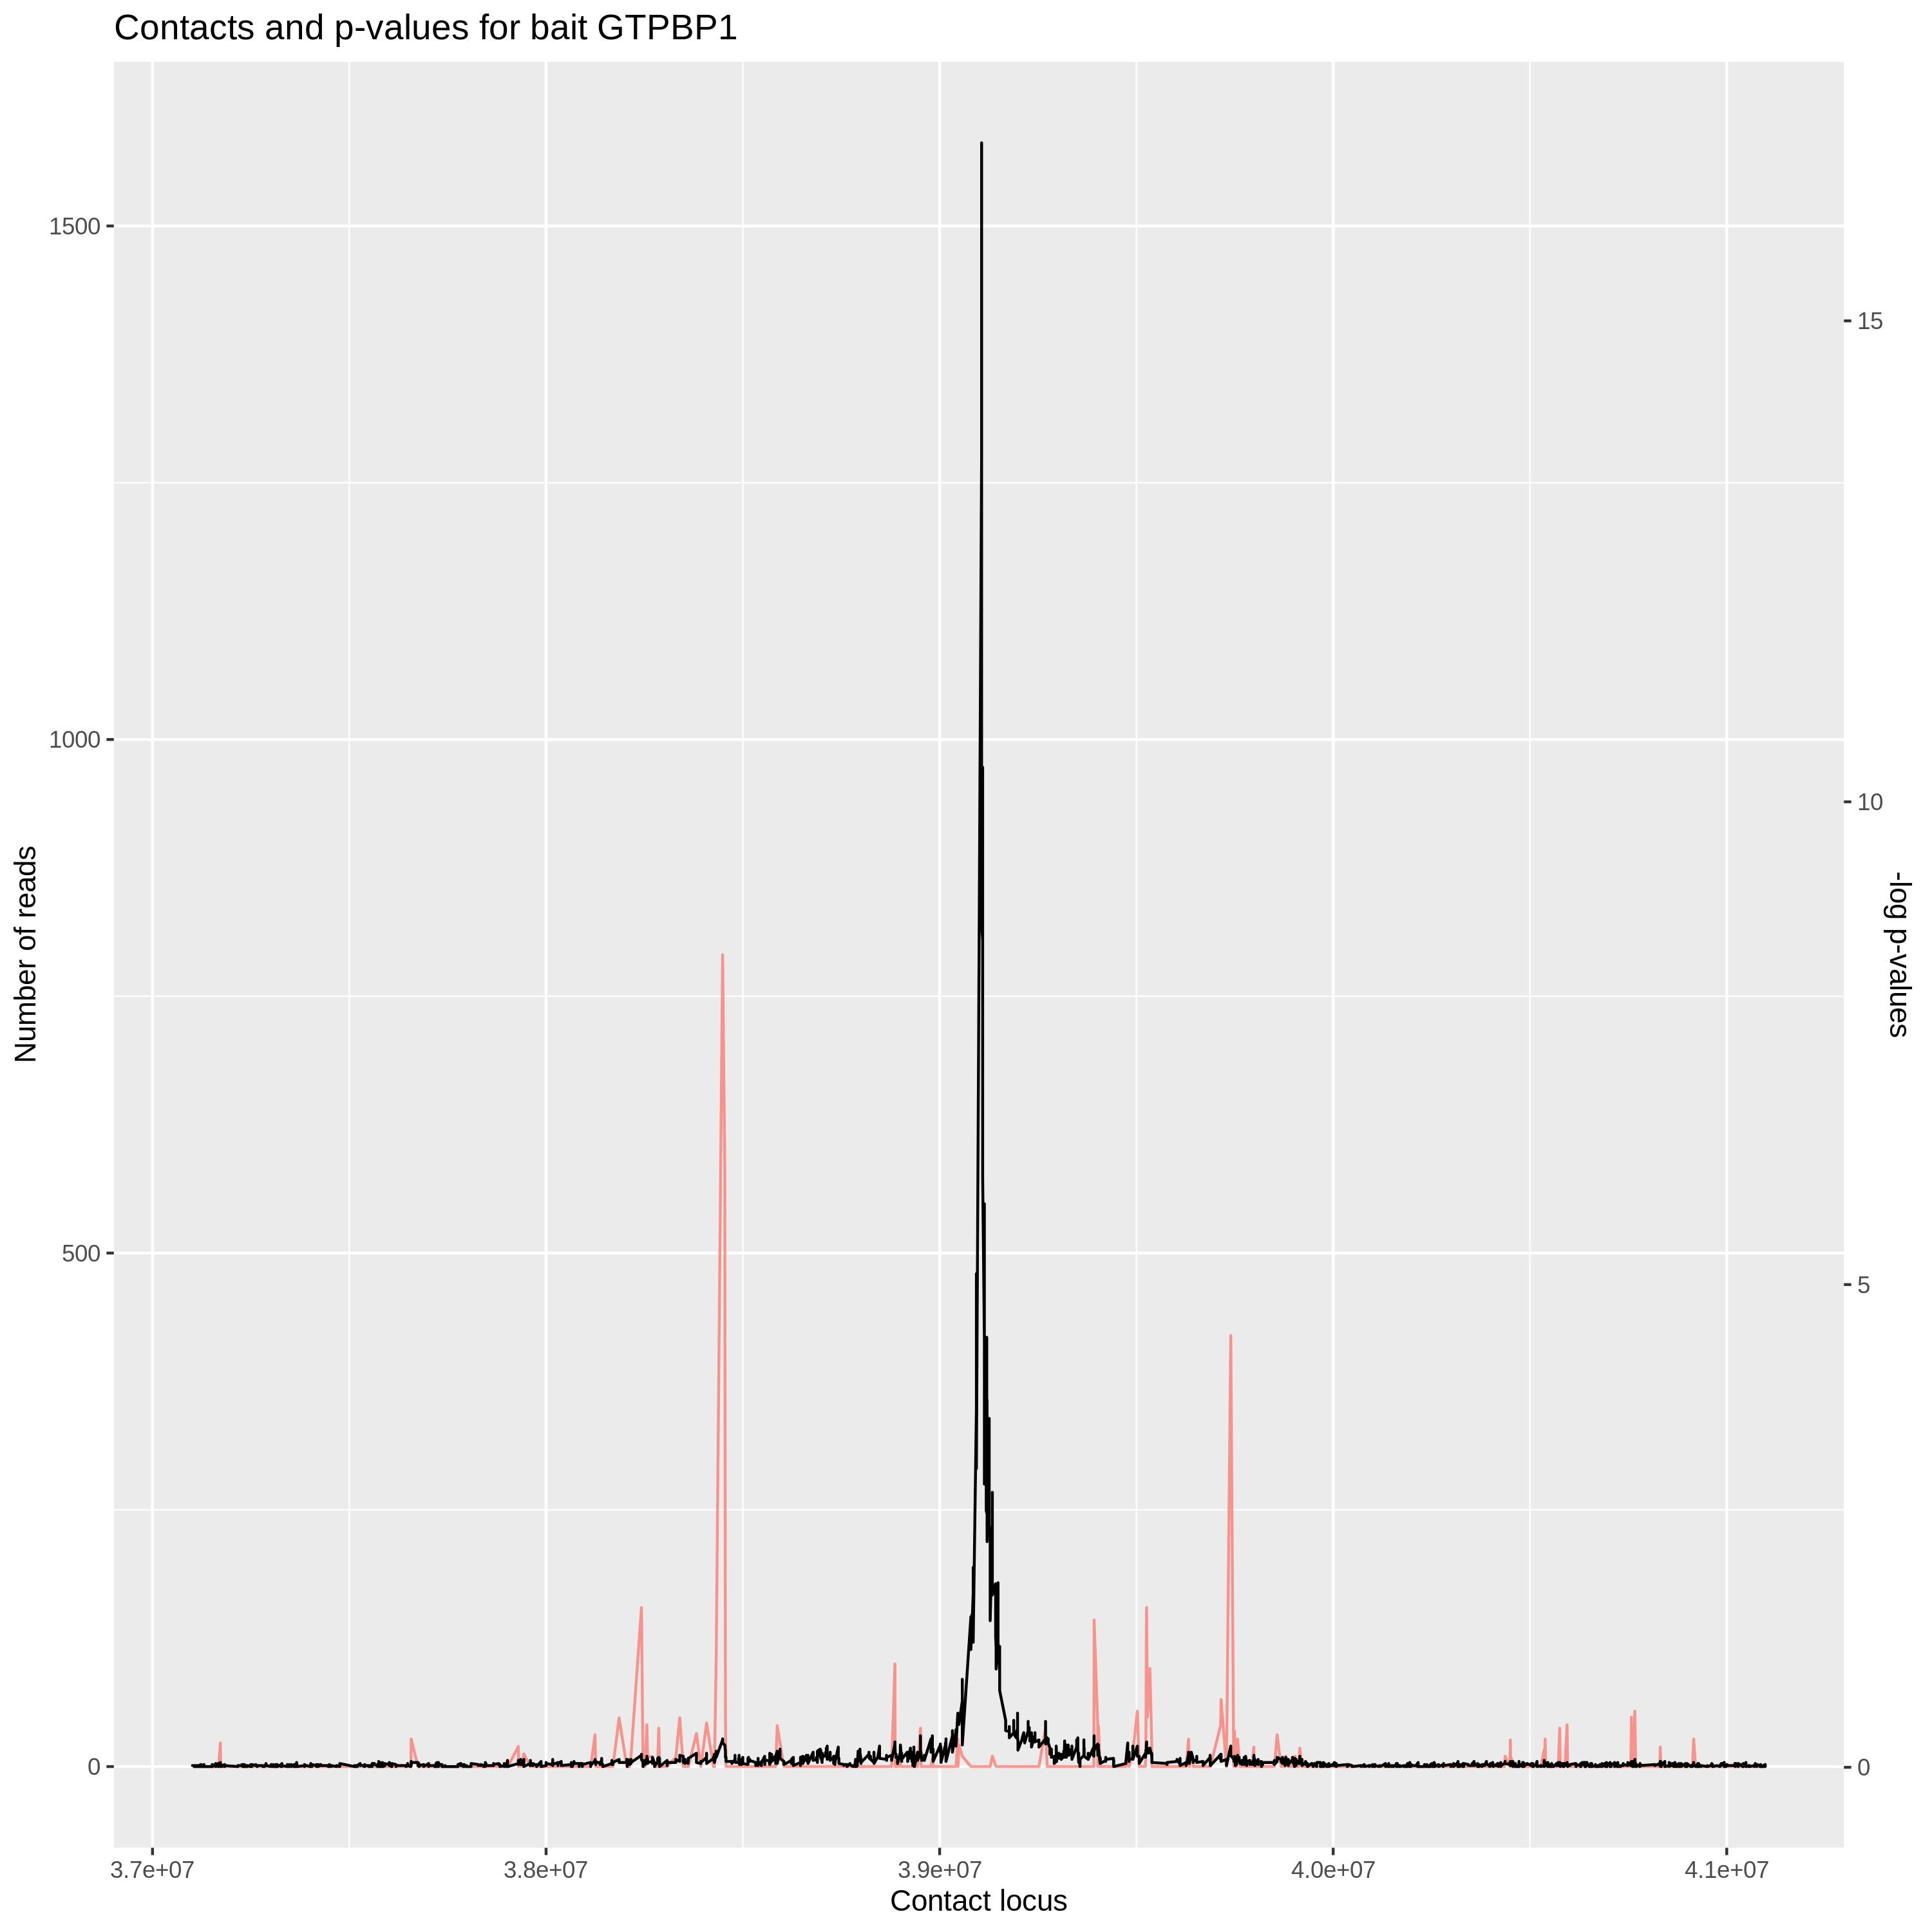 Contacts and p-values for bait GTPBP1
1500
1000
500
0
Number of reads
15
10
5
0
-log p-values
3.7e+07 3.8e+07 3.9e+07 4.0e+07 4.1e+07
Contact locus